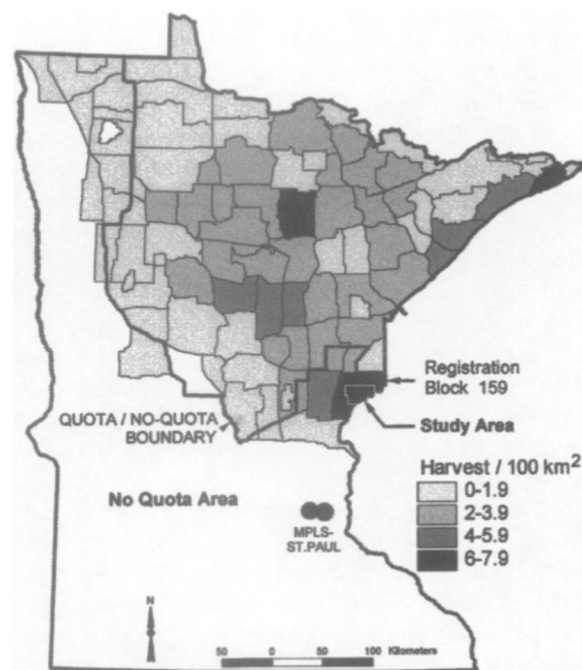 Registration
Block 159
Study Area
QUOTA / NO-QUOTA
BOUNDARY
Harvest / 100 km²
No Quota Area
0-1.9
2-3.9
4-5.9
6-7.9
MPLS-
ST.PAUL
N
50 0 50 100 Kilometers